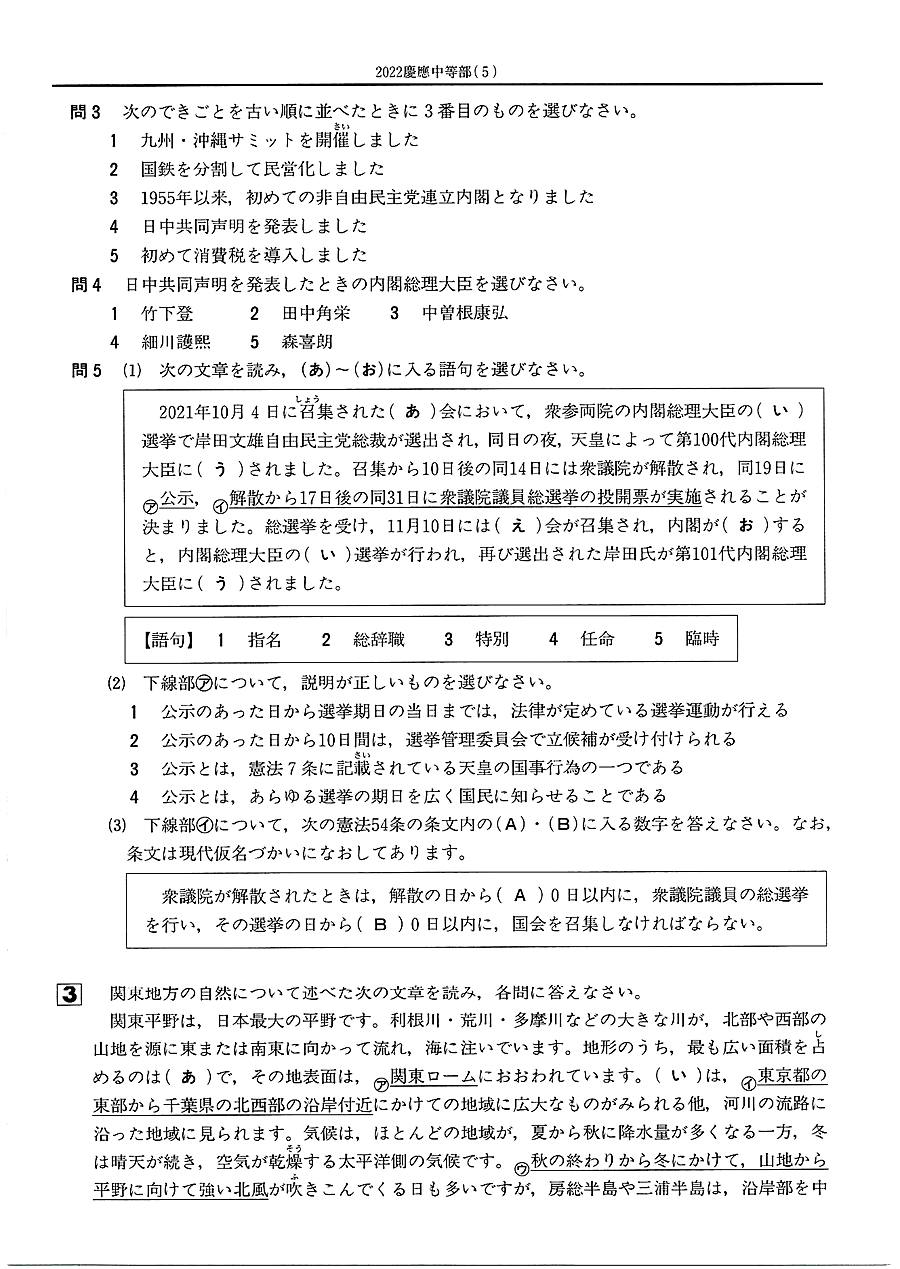 2022慶應中等部(5)
問3 次のできごとを古い順に並べたときに3番目のものを選びなさい。
1 九州・沖縄サミットを開催しました
2 国鉄を分割して民営化しました
3 1955年以来，初めての非自由民主党連立内閣となりました
4 日中共同声明を発表しました
5 初めて消費税を導入しました
問4 日中共同声明を発表したときの内閣総理大臣を選びなさい。
1 竹下登 2 田中角栄 3 中曽根康弘
4 細川護熙 5 森喜朗
問5 (1) 次の文章を読み，(あ)～(お)に入る語句を選びなさい。
2021年10月4日に召集された( あ )会において，衆参両院の内閣総理大臣の( い )
選挙で岸田文雄自由民主党総裁が選出され，同日の夜，天皇によって第100代内閣総理
大臣に( う )されました。召集から10日後の同14日には衆議院が解散され，同19日に
㋐公示，㋑解散から17日後の同31日に衆議院議員総選挙の投開票が実施されることが
決まりました。総選挙を受け，11月10日には( え )会が召集され，内閣が( お )する
と，内閣総理大臣の( い )選挙が行われ，再び選出された岸田氏が第101代内閣総理
大臣に( う )されました。
【語句】 1 指名 2 総辞職 3 特別 4 任命 5 臨時
(2) 下線部㋐について，説明が正しいものを選びなさい。
1 公示のあった日から選挙期日の当日までは，法律が定めている選挙運動が行える
2 公示のあった日から10日間は，選挙管理委員会で立候補が受け付けられる
3 公示とは，憲法7条に記載されている天皇の国事行為の一つである
4 公示とは，あらゆる選挙の期日を広く国民に知らせることである
(3) 下線部㋑について，次の憲法54条の条文内の(A)・(B)に入る数字を答えなさい。なお，
条文は現代仮名づかいになおしてあります。
衆議院が解散されたときは，解散の日から( A )0日以内に，衆議院議員の総選挙
を行い，その選挙の日から( B )0日以内に，国会を召集しなければならない。
3 関東地方の自然について述べた次の文章を読み，各問に答えなさい。
関東平野は，日本最大の平野です。利根川・荒川・多摩川などの大きな川が，北部や西部の
山地を源に東または南東に向かって流れ，海に注いでいます。地形のうち，最も広い面積を占
めるのは( あ )で，その地表面は，㋐関東ロームにおおわれています。( い )は，㋑東京都の
東部から千葉県の北西部の沿岸付近にかけての地域に広大なものがみられる他，河川の流路に
沿った地域に見られます。気候は，ほとんどの地域が，夏から秋に降水量が多くなる一方，冬
は晴天が続き，空気が乾燥する太平洋側の気候です。㋒秋の終わりから冬にかけて，山地から
平野に向けて強い北風が吹きこんでくる日も多いですが，房総半島や三浦半島は，沿岸部を中